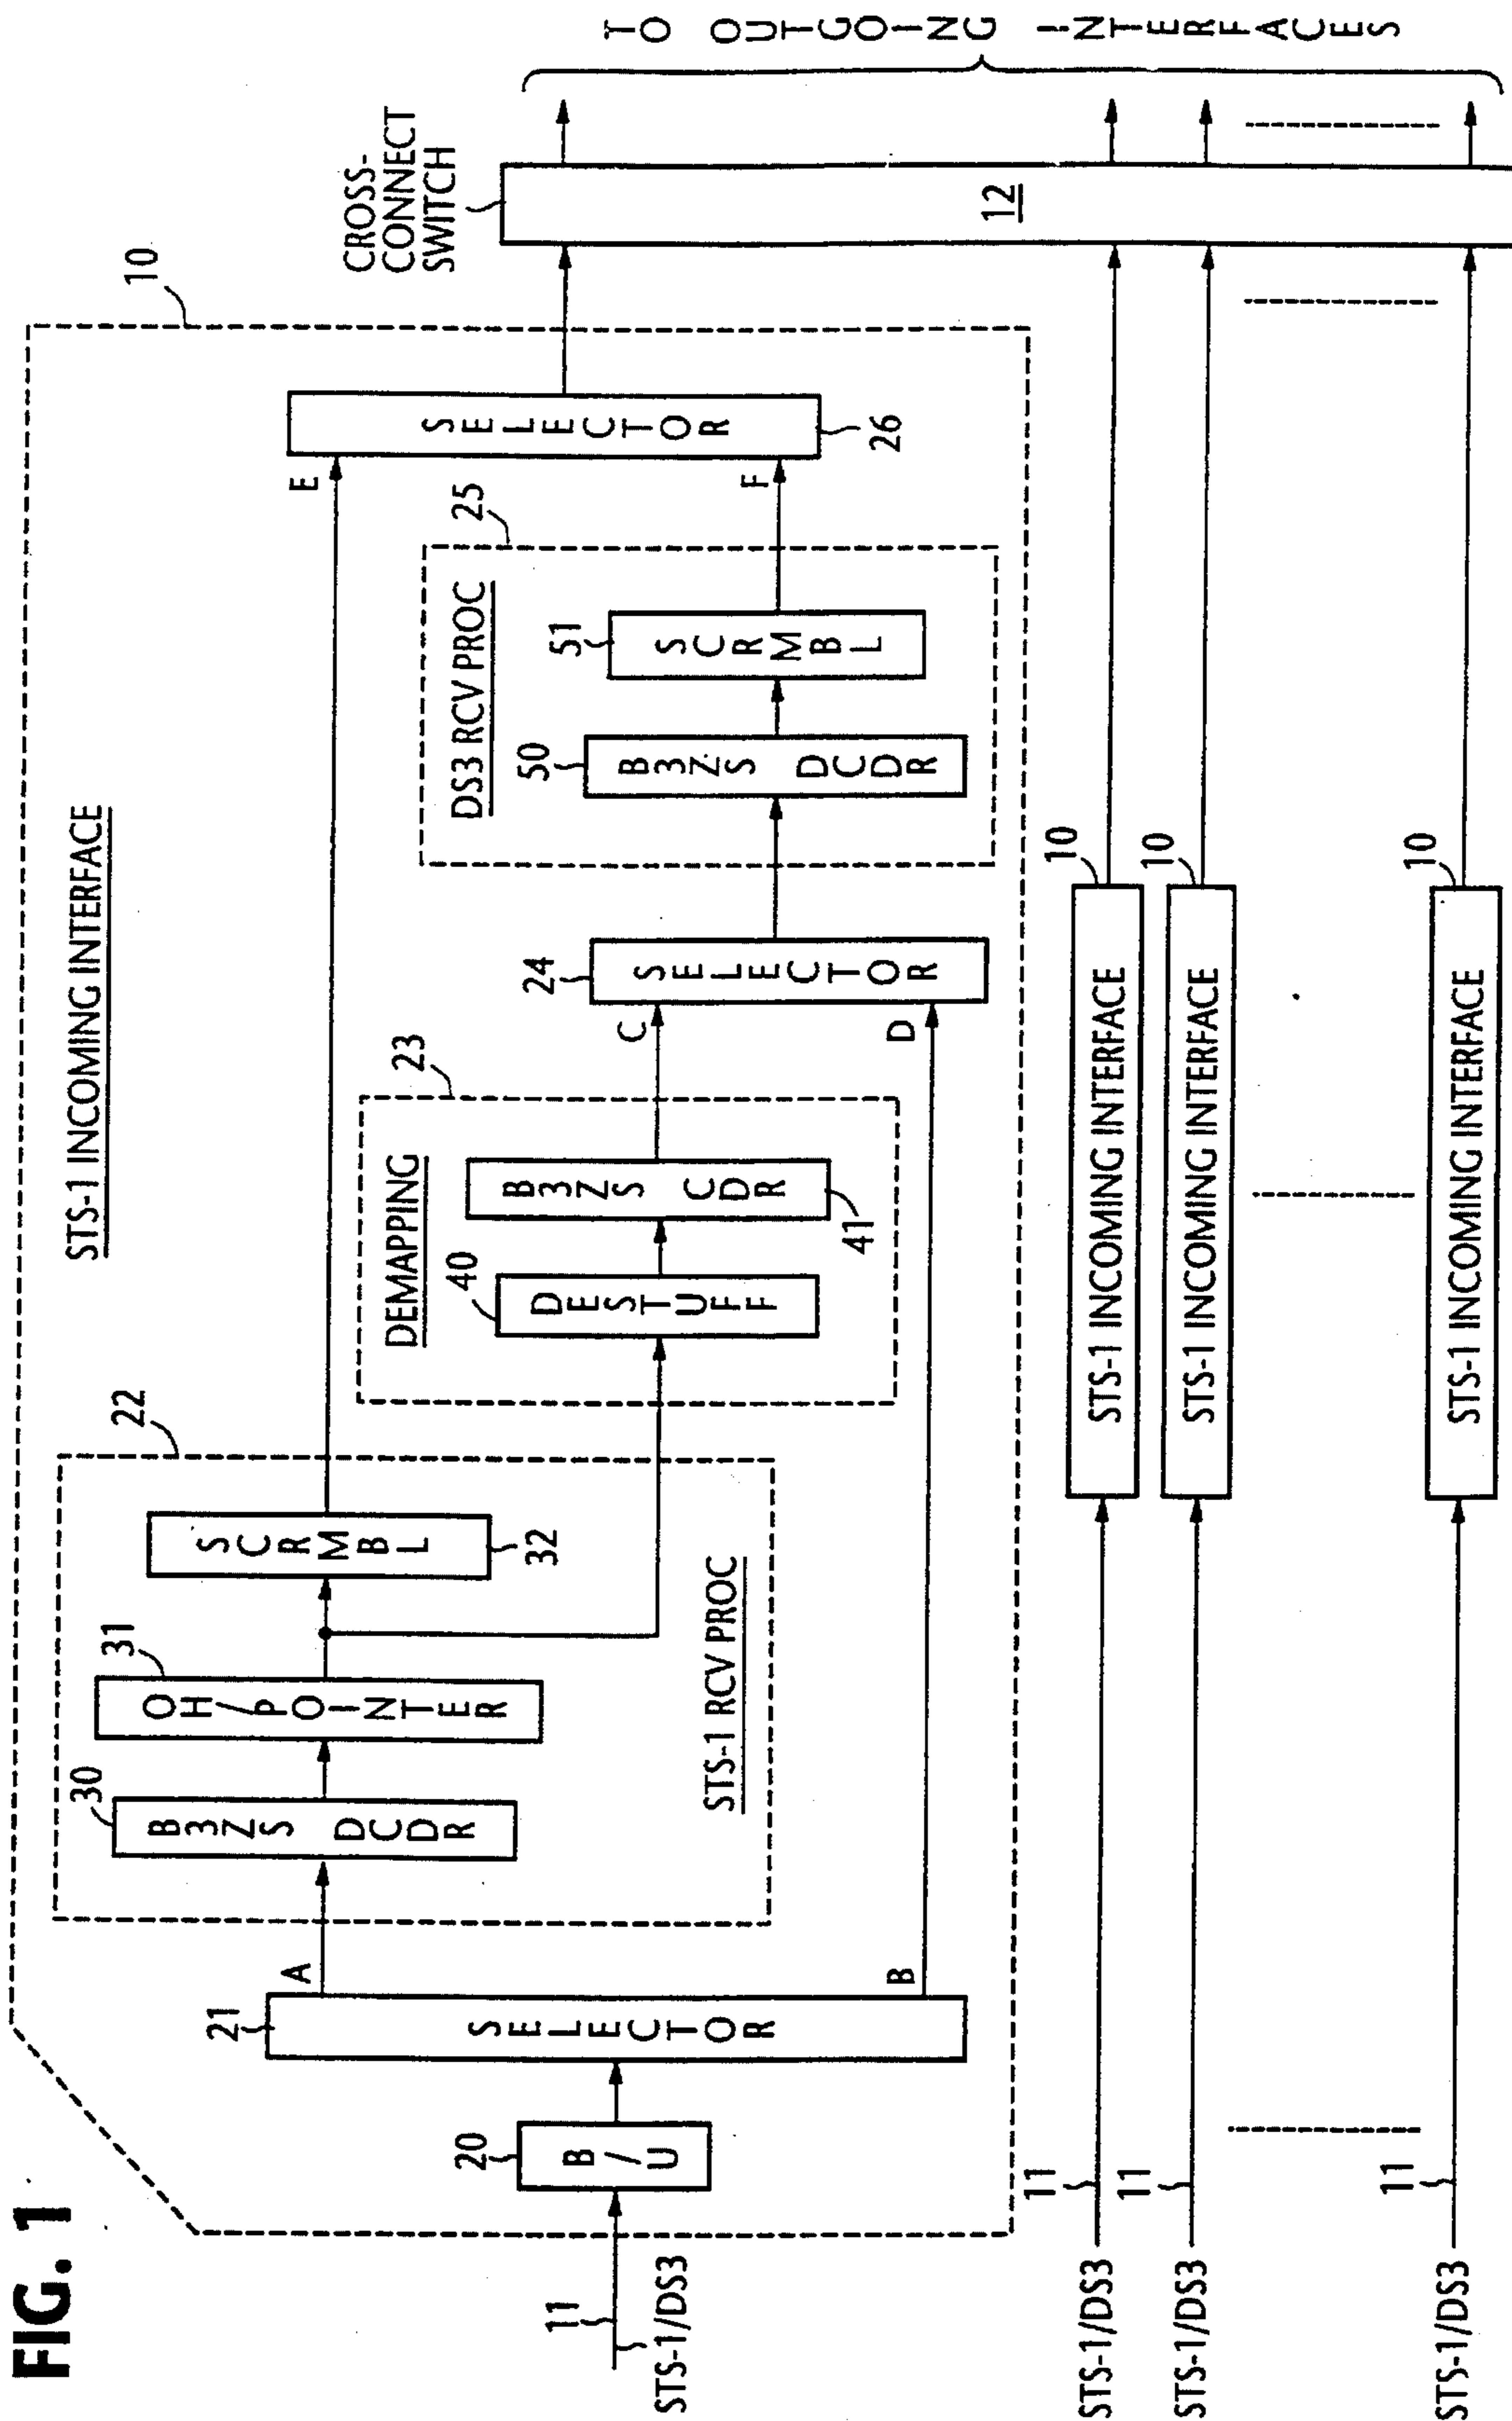 FIG. 1
STS-1 INCOMING INTERFACE
10
CROSS-
CONNECT
SWITCH
12
TO OUTGOING INTERFACES
11
STS-1/DS3
20
B/U
21
SELECTOR
A
B
22
STS-1 RCV PROC
30
B3ZS DCDR
31
OH/POINTER
32
SCRMBL
23
DEMAPPING
40
DESTUFF
41
B3ZS CDR
C
D
24
SELECTOR
25
DS3 RCV PROC
50
B3ZS DCDR
51
SCRMBL
E
F
26
SELECTOR
STS-1/DS3
11
STS-1 INCOMING INTERFACE
10
STS-1/DS3
11
STS-1 INCOMING INTERFACE
10
STS-1/DS3
11
STS-1 INCOMING INTERFACE
10